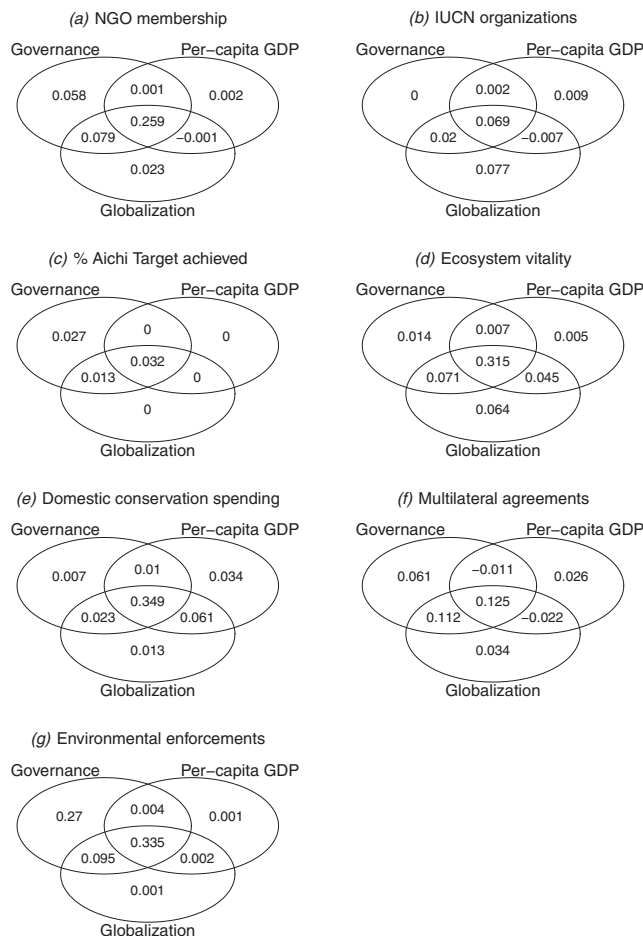 (a) NGO membership
Governance Per−capita GDP
0.058 0.001 0.002
0.259
0.079 −0.001
0.023
Globalization
(b) IUCN organizations
Governance Per−capita GDP
0 0.002 0.009
0.069
0.02 −0.007
0.077
Globalization
(c) % Aichi Target achieved
Governance Per−capita GDP
0.027 0 0
0.032
0.013 0
0
Globalization
(d) Ecosystem vitality
Governance Per−capita GDP
0.014 0.007 0.005
0.315
0.071 0.045
0.064
Globalization
(e) Domestic conservation spending
Governance Per−capita GDP
0.007 0.01 0.034
0.349
0.023 0.061
0.013
Globalization
(f) Multilateral agreements
Governance Per−capita GDP
0.061 −0.011 0.026
0.125
0.112 −0.022
0.034
Globalization
(g) Environmental enforcements
Governance Per−capita GDP
0.27 0.004 0.001
0.335
0.095 0.002
0.001
Globalization